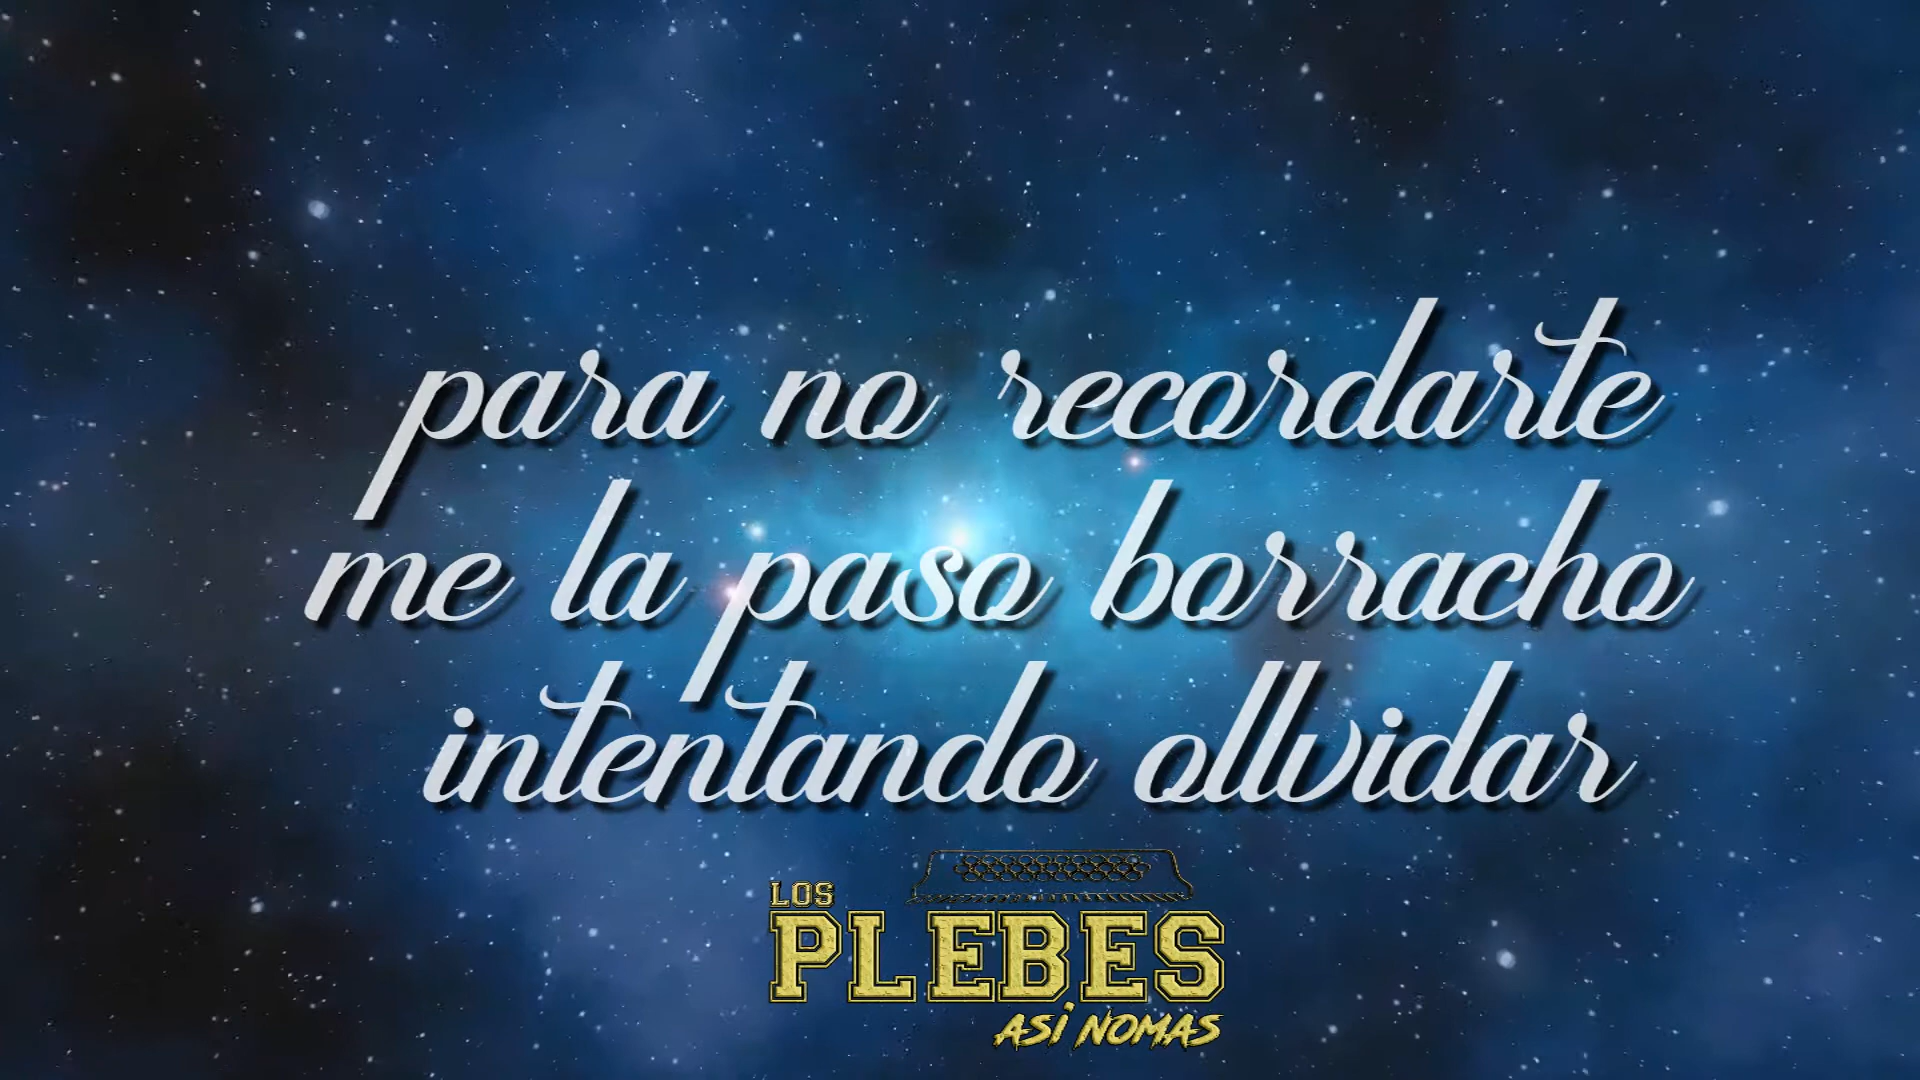 para no recordarte
me la paso borracho
intentando ollvidar
LOS
PLEBES
ASI NOMAS